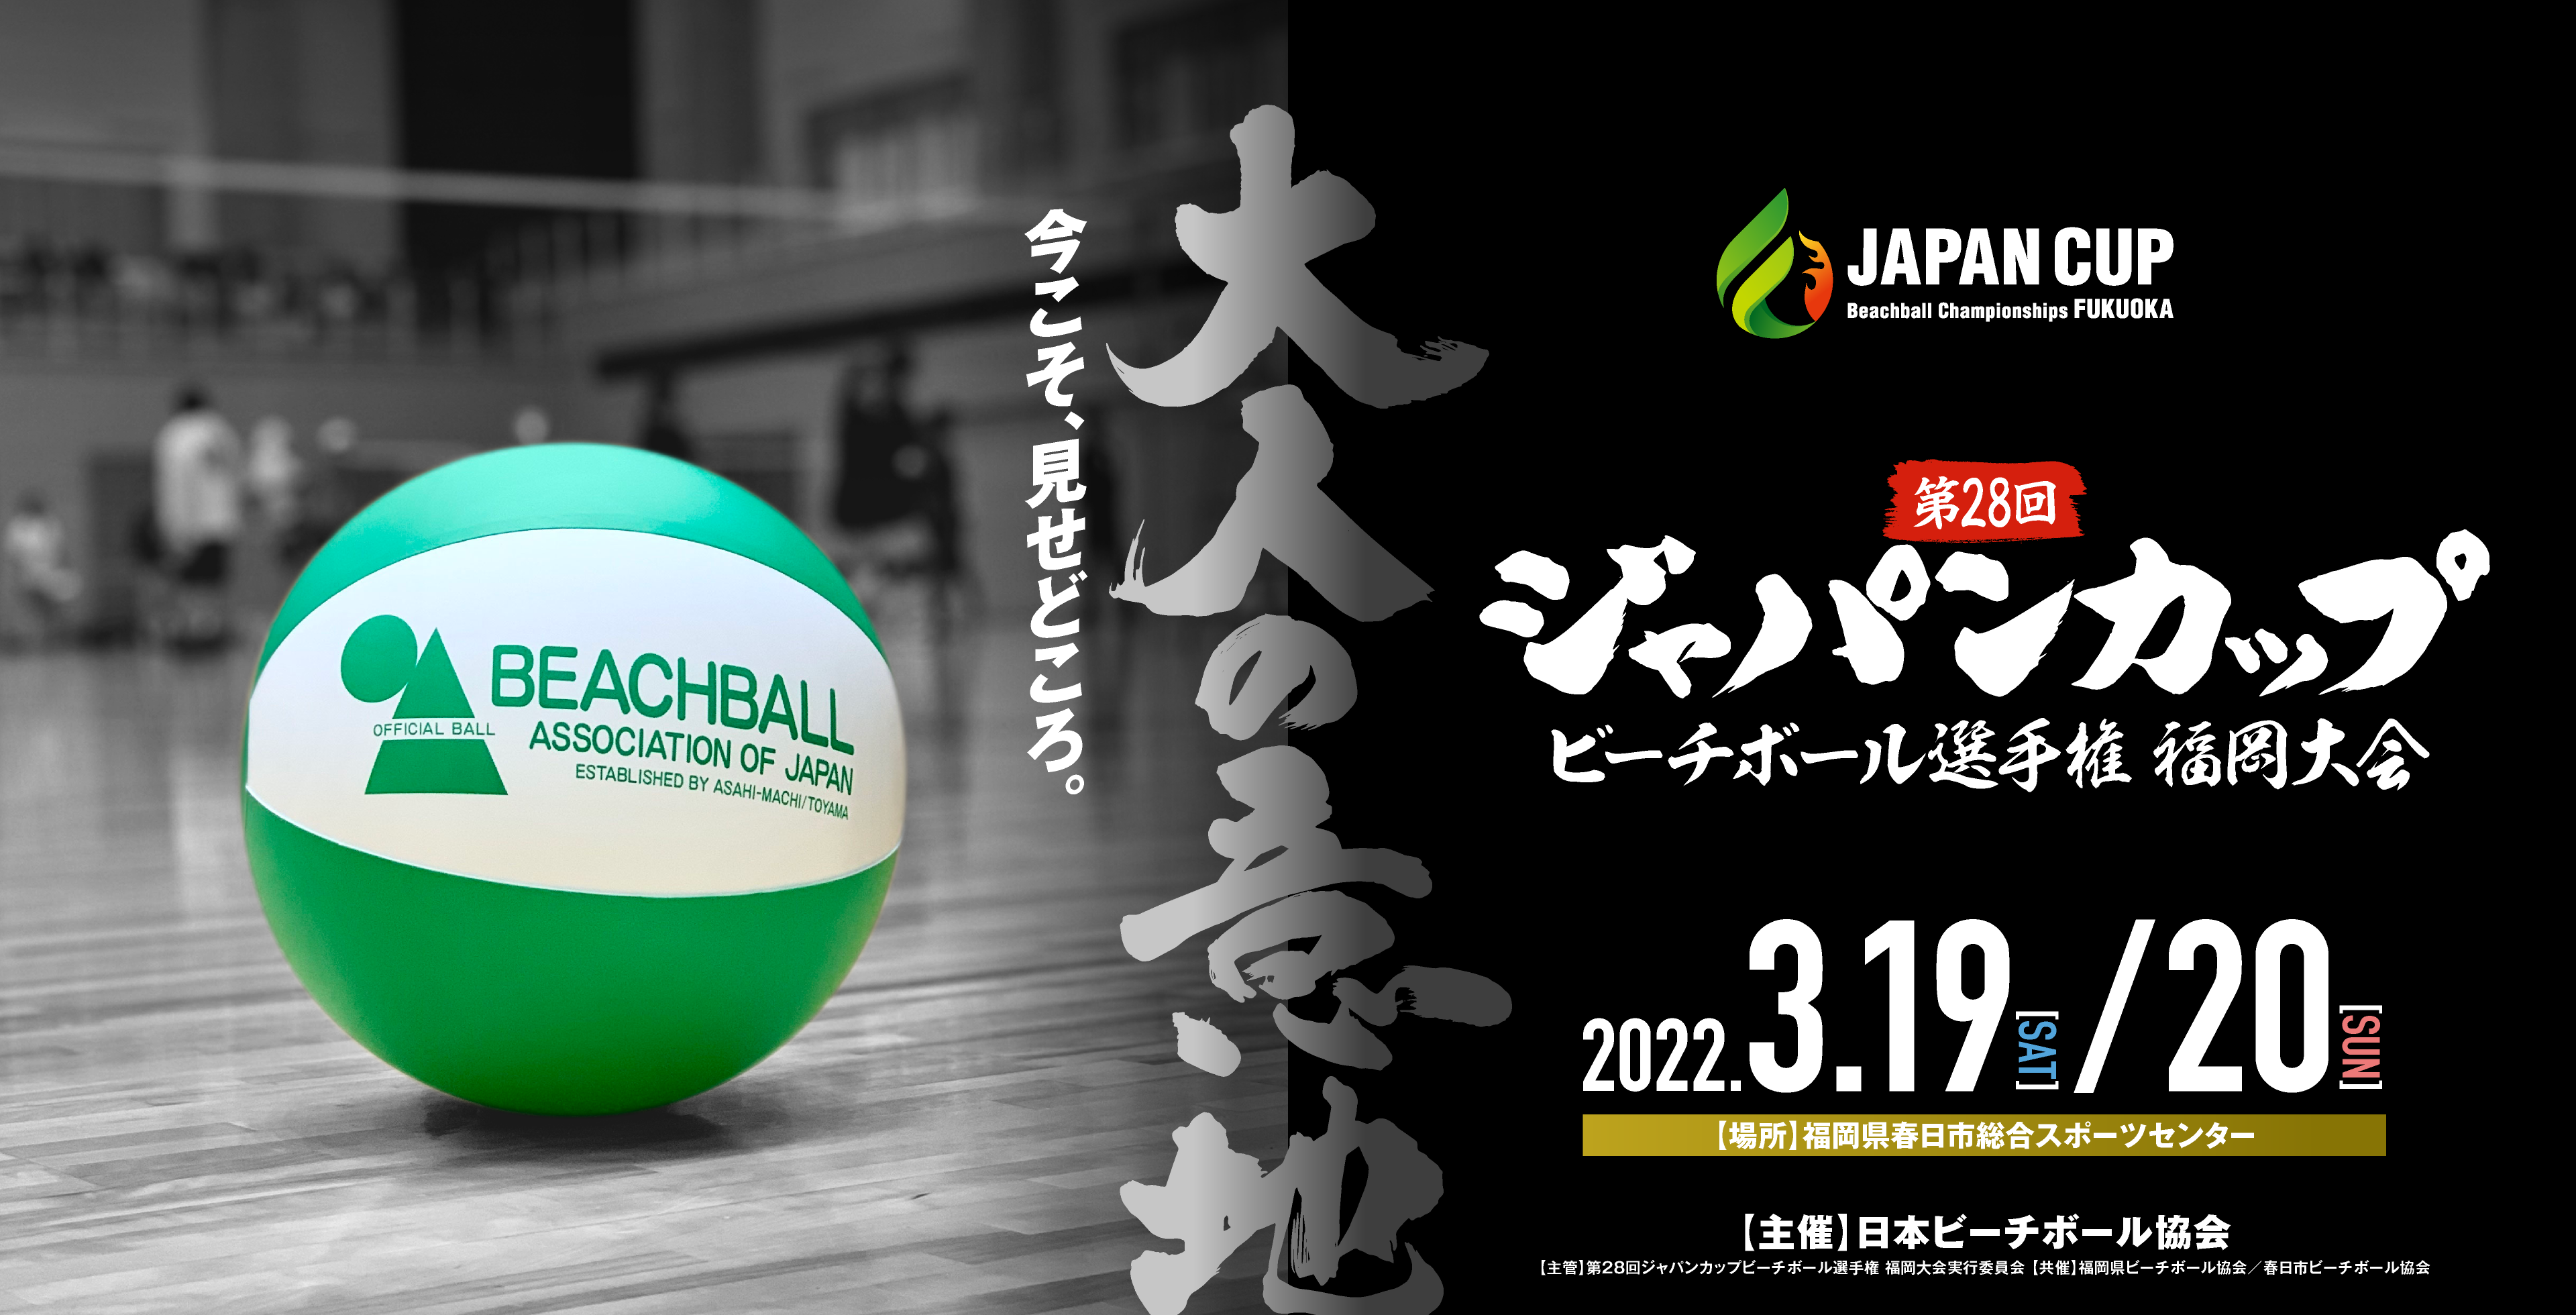 大人の意地
今こそ、見せどころ。
BEACHBALL
ASSOCIATION OF JAPAN
ESTABLISHED BY ASAHI-MACHI/TOYAMA
OFFICIAL BALL
JAPAN CUP
Beachball Championships FUKUOKA
第28回
ジャパンカップ
ビーチボール選手権 福岡大会
2022.3.19[SAT]/20[SUN]
【場所】福岡県春日市総合スポーツセンター
【主催】日本ビーチボール協会
【主管】第28回ジャパンカップビーチボール選手権 福岡大会実行委員会【共催】福岡県ビーチボール協会／春日市ビーチボール協会